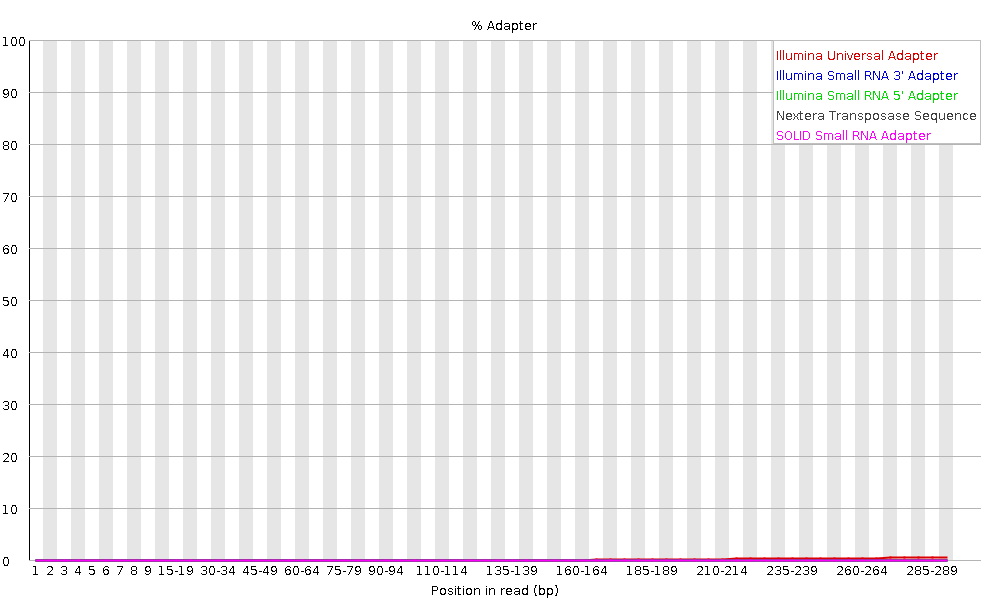 % Adapter
100
90
80
70
60
50
40
30
20
10
0
Illumina Universal Adapter
Illumina Small RNA 3' Adapter
Illumina Small RNA 5' Adapter
Nextera Transposase Sequence
SOLID Small RNA Adapter
1 2 3 4 5 6 7 8 9 15-19 30-34 45-49 60-64 75-79 90-94 110-114 135-139 160-164 185-189 210-214 235-239 260-264 285-289
Position in read (bp)